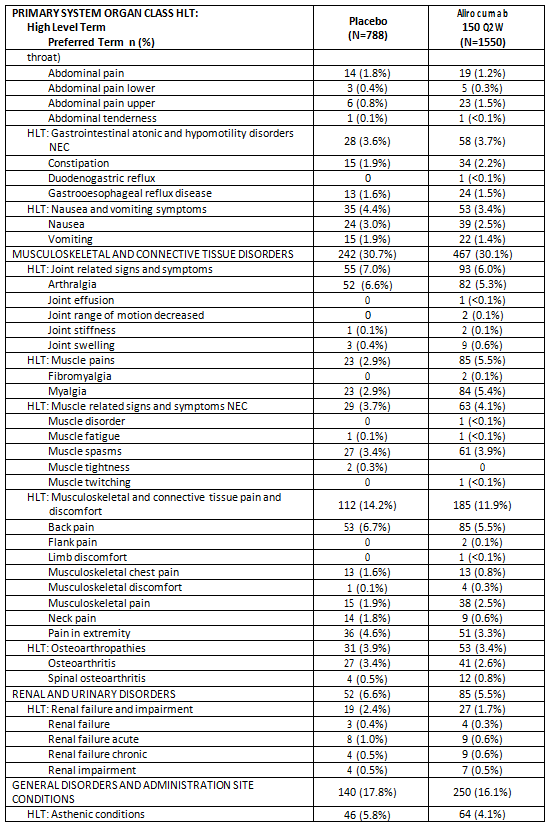 PRIMARY SYSTEM ORGAN CLASS HLT:
High Level Term
Preferred Term n (%)
Placebo
(N=788)
Alirocumab
150 Q2W
(N=1550)
throat)
Abdominal pain 14 (1.8%) 19 (1.2%)
Abdominal pain lower 3 (0.4%) 5 (0.3%)
Abdominal pain upper 6 (0.8%) 23 (1.5%)
Abdominal tenderness 1 (0.1%) 1 (<0.1%)
HLT: Gastrointestinal atonic and hypomotility disorders
NEC 28 (3.6%) 58 (3.7%)
Constipation 15 (1.9%) 34 (2.2%)
Duodenogastric reflux 0 1 (<0.1%)
Gastrooesophageal reflux disease 13 (1.6%) 24 (1.5%)
HLT: Nausea and vomiting symptoms 35 (4.4%) 53 (3.4%)
Nausea 24 (3.0%) 39 (2.5%)
Vomiting 15 (1.9%) 22 (1.4%)
MUSCULOSKELETAL AND CONNECTIVE TISSUE DISORDERS 242 (30.7%) 467 (30.1%)
HLT: Joint related signs and symptoms 55 (7.0%) 93 (6.0%)
Arthralgia 52 (6.6%) 82 (5.3%)
Joint effusion 0 1 (<0.1%)
Joint range of motion decreased 0 2 (0.1%)
Joint stiffness 1 (0.1%) 2 (0.1%)
Joint swelling 3 (0.4%) 9 (0.6%)
HLT: Muscle pains 23 (2.9%) 85 (5.5%)
Fibromyalgia 0 2 (0.1%)
Myalgia 23 (2.9%) 84 (5.4%)
HLT: Muscle related signs and symptoms NEC 29 (3.7%) 63 (4.1%)
Muscle disorder 0 1 (<0.1%)
Muscle fatigue 1 (0.1%) 1 (<0.1%)
Muscle spasms 27 (3.4%) 61 (3.9%)
Muscle tightness 2 (0.3%) 0
Muscle twitching 0 1 (<0.1%)
HLT: Musculoskeletal and connective tissue pain and
discomfort 112 (14.2%) 185 (11.9%)
Back pain 53 (6.7%) 85 (5.5%)
Flank pain 0 2 (0.1%)
Limb discomfort 0 1 (<0.1%)
Musculoskeletal chest pain 13 (1.6%) 13 (0.8%)
Musculoskeletal discomfort 1 (0.1%) 4 (0.3%)
Musculoskeletal pain 15 (1.9%) 38 (2.5%)
Neck pain 14 (1.8%) 9 (0.6%)
Pain in extremity 36 (4.6%) 51 (3.3%)
HLT: Osteoarthropathies 31 (3.9%) 53 (3.4%)
Osteoarthritis 27 (3.4%) 41 (2.6%)
Spinal osteoarthritis 4 (0.5%) 12 (0.8%)
RENAL AND URINARY DISORDERS 52 (6.6%) 85 (5.5%)
HLT: Renal failure and impairment 19 (2.4%) 27 (1.7%)
Renal failure 3 (0.4%) 4 (0.3%)
Renal failure acute 8 (1.0%) 9 (0.6%)
Renal failure chronic 4 (0.5%) 9 (0.6%)
Renal impairment 4 (0.5%) 7 (0.5%)
GENERAL DISORDERS AND ADMINISTRATION SITE
CONDITIONS 140 (17.8%) 250 (16.1%)
HLT: Asthenic conditions 46 (5.8%) 64 (4.1%)